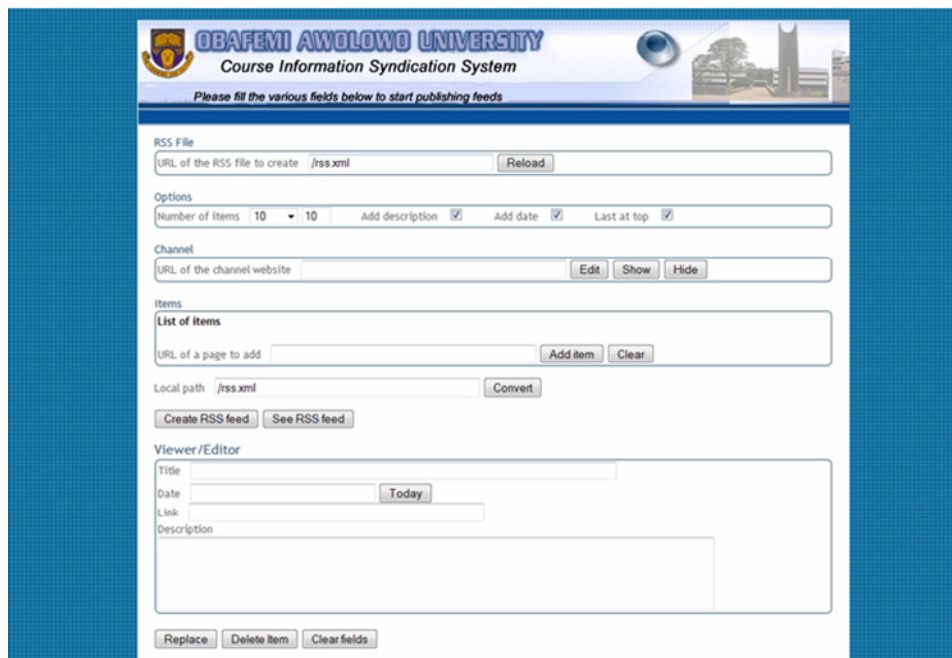 OBAFEMI AWOLOWO UNIVERSITY
Course Information Syndication System
Please fill the various fields below to start publishing feeds
RSS File
URL of the RSS file to create /rss.xml Reload
Options
Number of items 10 10 Add description Add date Last at top
Channel
URL of the channel website Edit Show Hide
Items
List of items
URL of a page to add Add item Clear
Local path /rss.xml Convert
Create RSS feed See RSS feed
Viewer/Editor
Title
Date Today
Link
Description
Replace Delete Item Clear fields